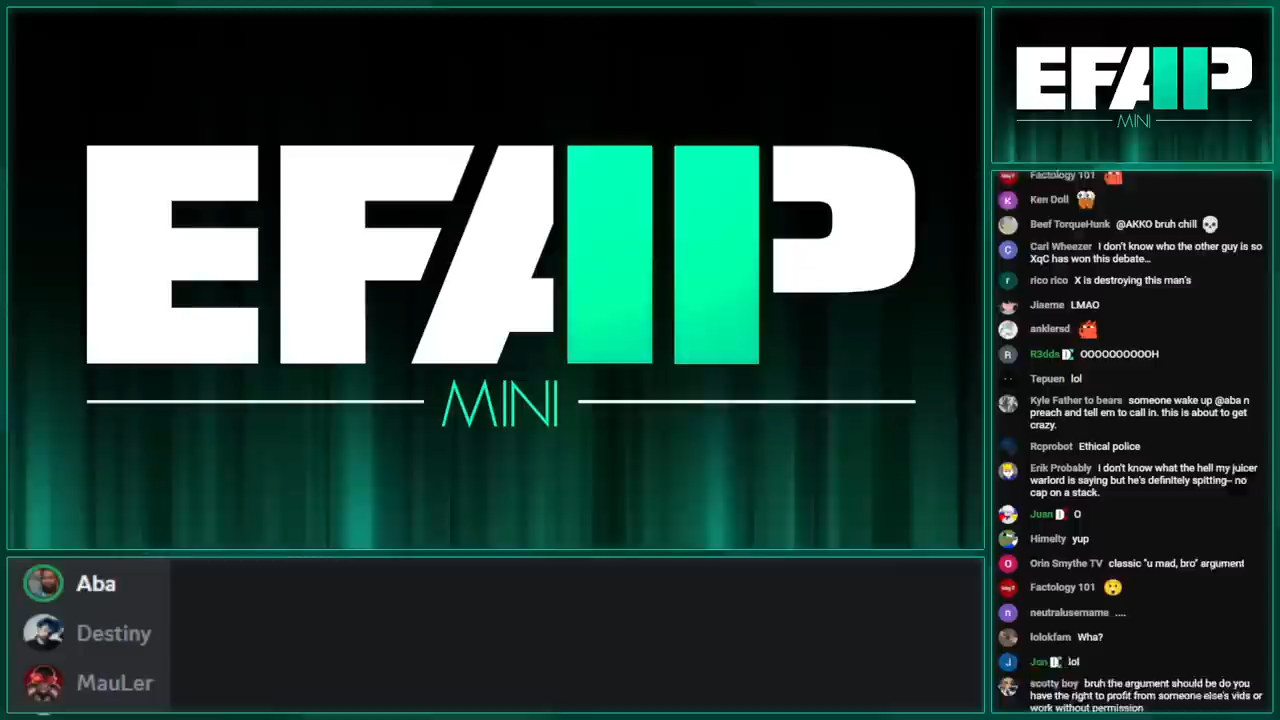 EFAP
MINI
EFAP
MINI
Factology 101
Ken Doll
Beef TorqueHunk @AKKO bruh chill
Carl Wheezer I don't know who the other guy is so
XqC has won this debate...
rico rico X is destroying this man's
Jiaeme LMAO
anklersd
R3dds OOOOOOOOOOH
Tepuen lol
Kyle Father to bears someone wake up @aba n
preach and tell em to call in. this is about to get
crazy.
Rcprobot Ethical police
Erik Probably I don't know what the hell my juicer
warlord is saying but he's definitely spitting– no
cap on a stack.
Juan O
Himelty yup
Orin Smythe TV classic "u mad, bro" argument
Factology 101
neutralusername ....
lolokfam Wha?
Jon lol
scotty boy bruh the argument should be do you
have the right to profit from someone else's vids or
work without permission
Aba
Destiny
MauLer